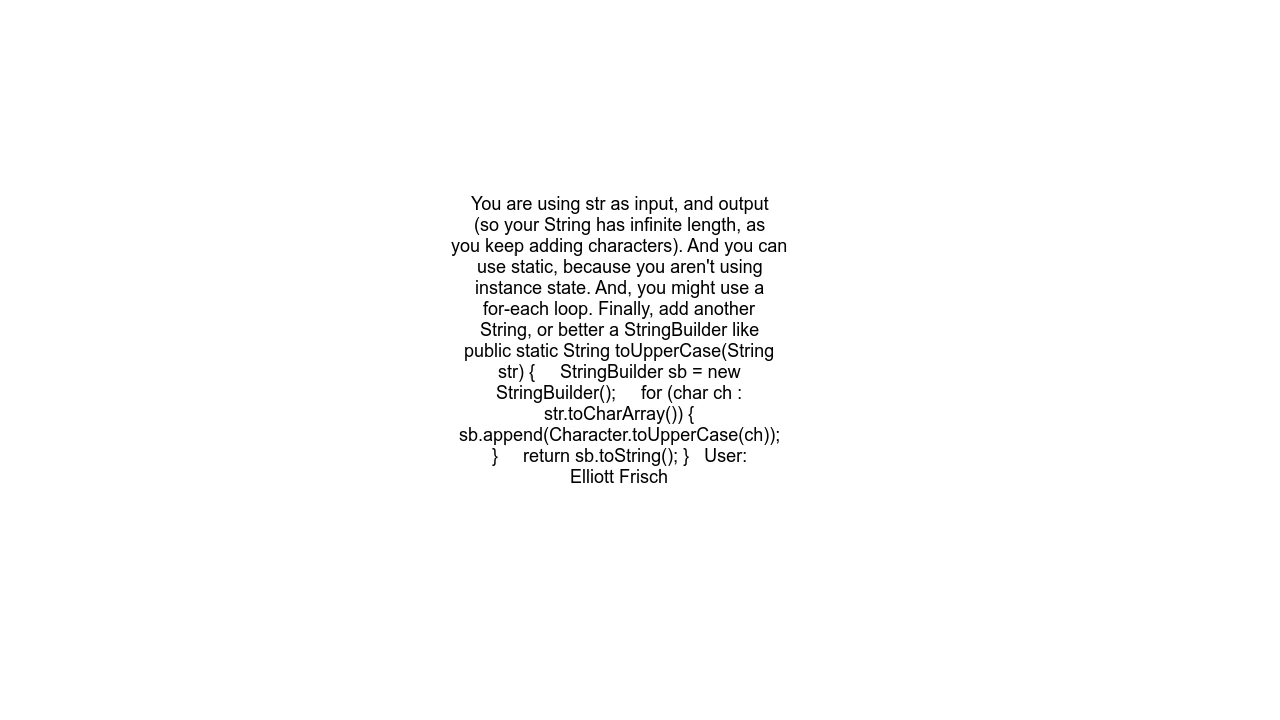 You are using str as input, and output
(so your String has infinite length, as
you keep adding characters). And you can
use static, because you aren't using
instance state. And, you might use a
for-each loop. Finally, add another
String, or better a StringBuilder like
public static String toUpperCase(String
str) {     StringBuilder sb = new
StringBuilder();     for (char ch :
str.toCharArray()) {
sb.append(Character.toUpperCase(ch));
}     return sb.toString(); }   User:
Elliott Frisch